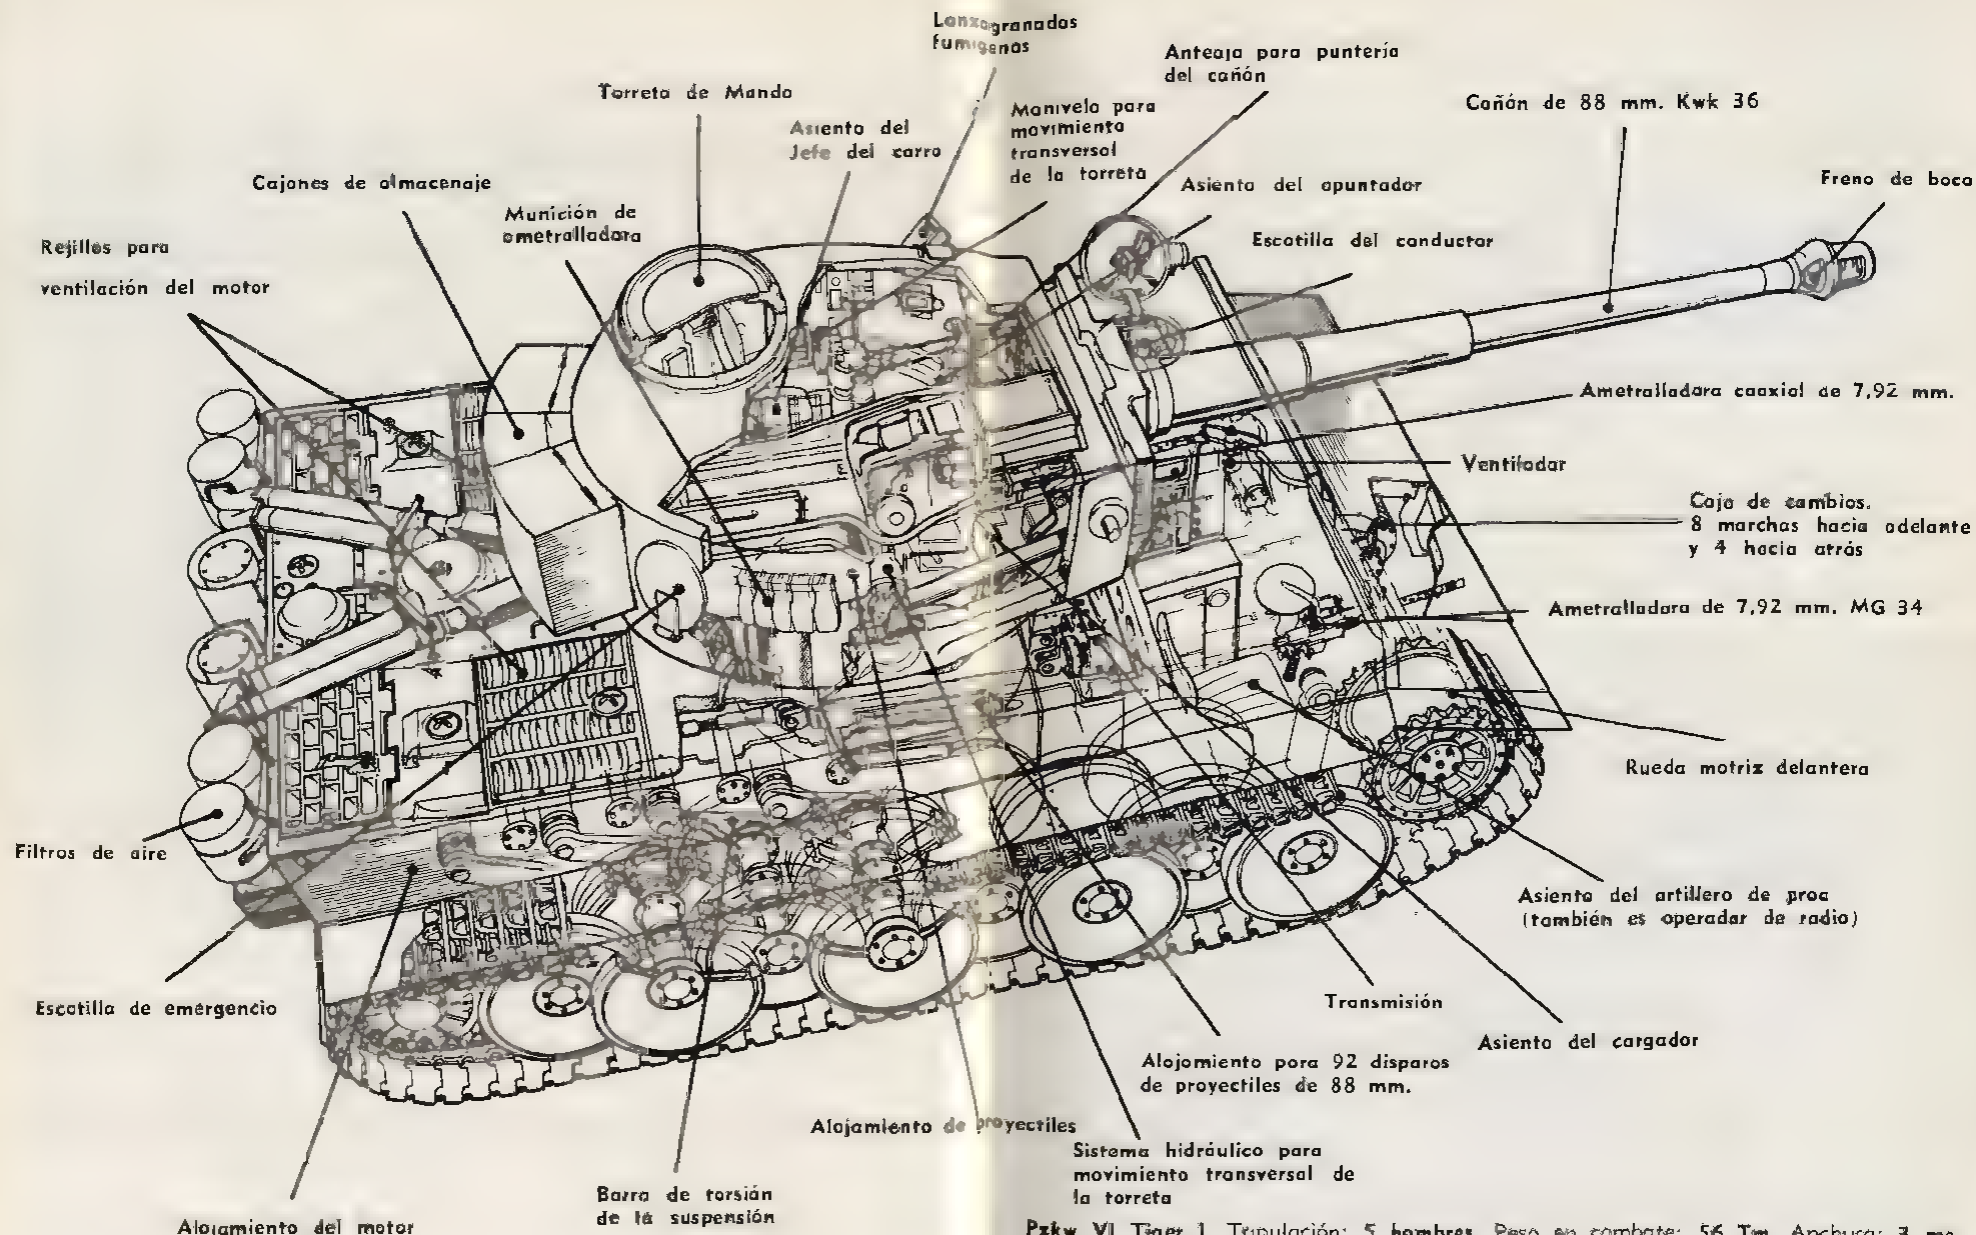 Lanzagranadas
fumigenas
Anteojo para puntería
del cañón
Torreta de Mando
Cañón de 88 mm. Kwk 36
Manivela para
movimiento
transversal
de la torreta
Asiento del
Jefe del carro
Cajones de almacenaje
Asiento del apuntador
Freno de boca
Munición de
ametralladora
Escotilla del conductor
Rejillas para
ventilación del motor
Ametralladora coaxial de 7,92 mm.
Ventilador
Caja de cambios.
8 marchas hacia adelante
y 4 hacia atrás
Ametralladora de 7,92 mm. MG 34
Rueda motriz delantera
Filtros de aire
Asiento del artillero de proa
(también es operador de radio)
Escotilla de emergencia
Transmisión
Asiento del cargador
Alojamiento para 92 disparos
de proyectiles de 88 mm.
Alojamiento de proyectiles
Sistema hidráulico para
movimiento transversal de
la torreta
Barra de torsión
de la suspensión
Alojamiento del motor
Pzkw VI Tiger I. Tripulación: 5 hombres. Peso en combate: 56 Tm. Anchura: 3